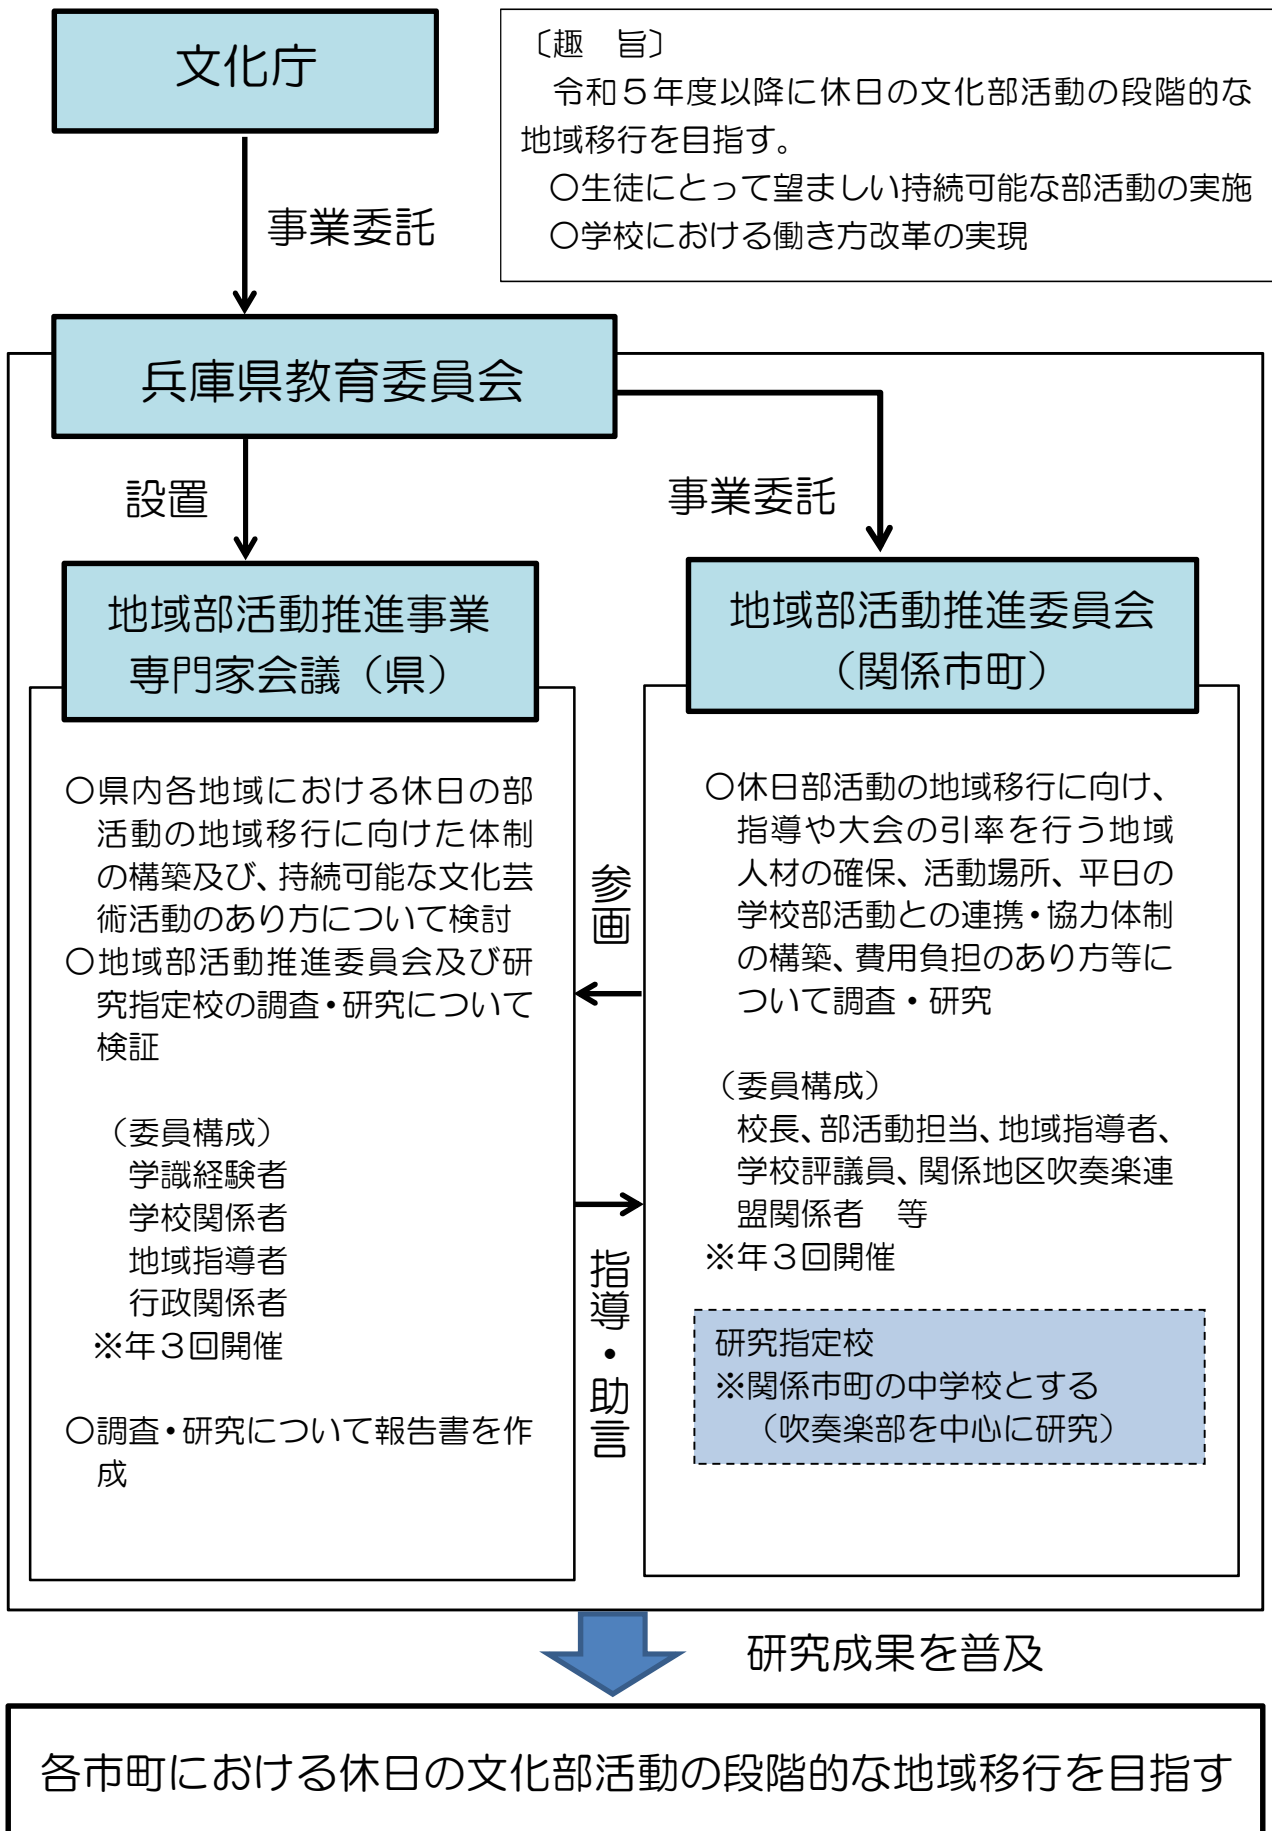 文化庁
〔趣　旨〕
令和５年度以降に休日の文化部活動の段階的な
地域移行を目指す。
○生徒にとって望ましい持続可能な部活動の実施
○学校における働き方改革の実現
事業委託
兵庫県教育委員会
設置
事業委託
地域部活動推進事業
専門家会議（県）
○県内各地域における休日の部
活動の地域移行に向けた体制
の構築及び、持続可能な文化芸
術活動のあり方について検討
○地域部活動推進委員会及び研
究指定校の調査・研究について
検証
（委員構成）
学識経験者
学校関係者
地域指導者
行政関係者
※年３回開催
○調査・研究について報告書を作
成
参画
指導・助言
地域部活動推進委員会
（関係市町）
○休日部活動の地域移行に向け、
指導や大会の引率を行う地域
人材の確保、活動場所、平日の
学校部活動との連携・協力体制
の構築、費用負担のあり方等に
ついて調査・研究
（委員構成）
校長、部活動担当、地域指導者、
学校評議員、関係地区吹奏楽連
盟関係者　等
※年３回開催
研究指定校
※関係市町の中学校とする
（吹奏楽部を中心に研究）
研究成果を普及
各市町における休日の文化部活動の段階的な地域移行を目指す